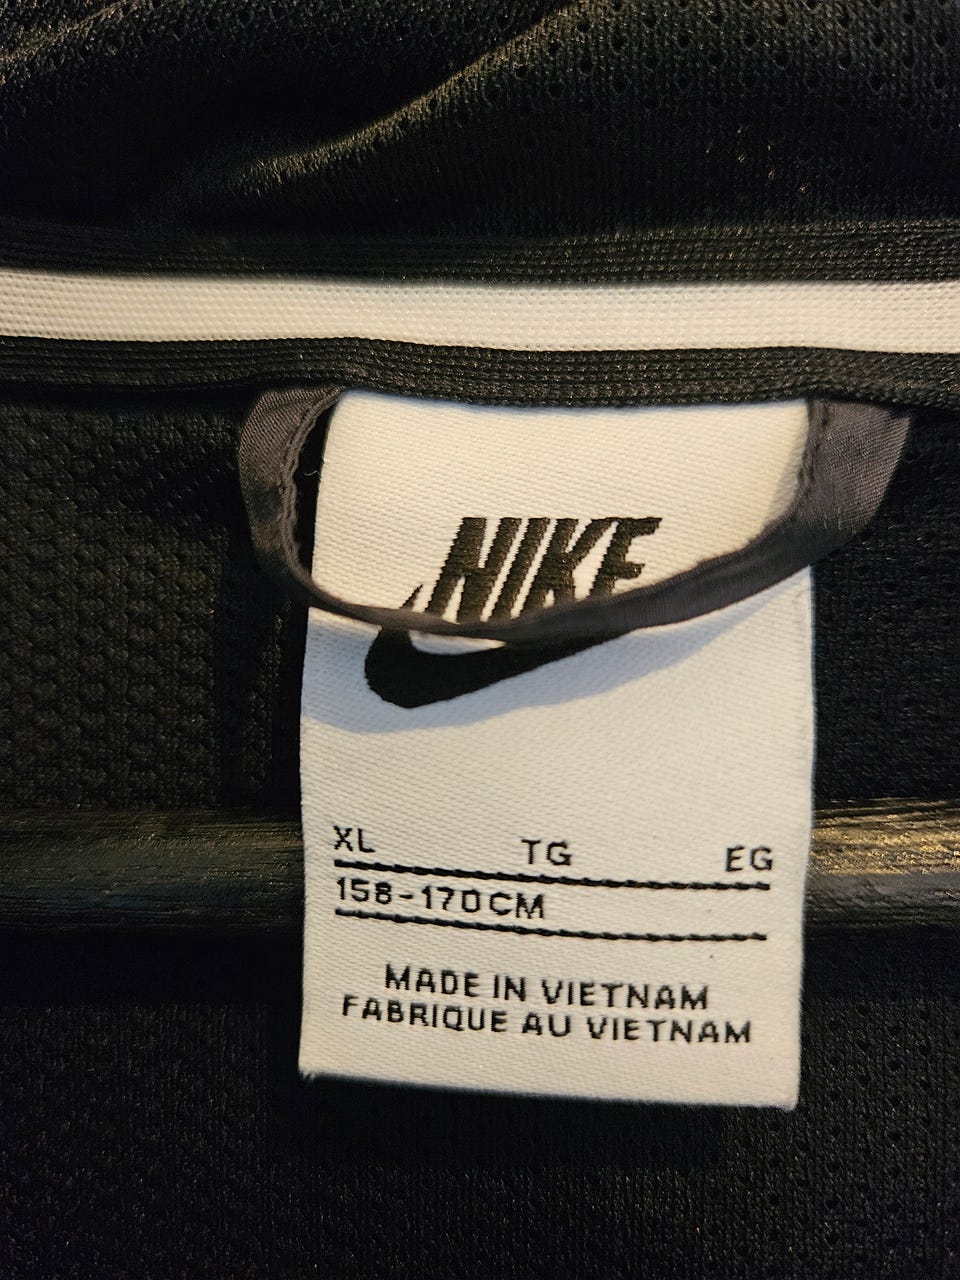 NIKE
XL TG EG
158-170CM
MADE IN VIETNAM
FABRIQUE AU VIETNAM